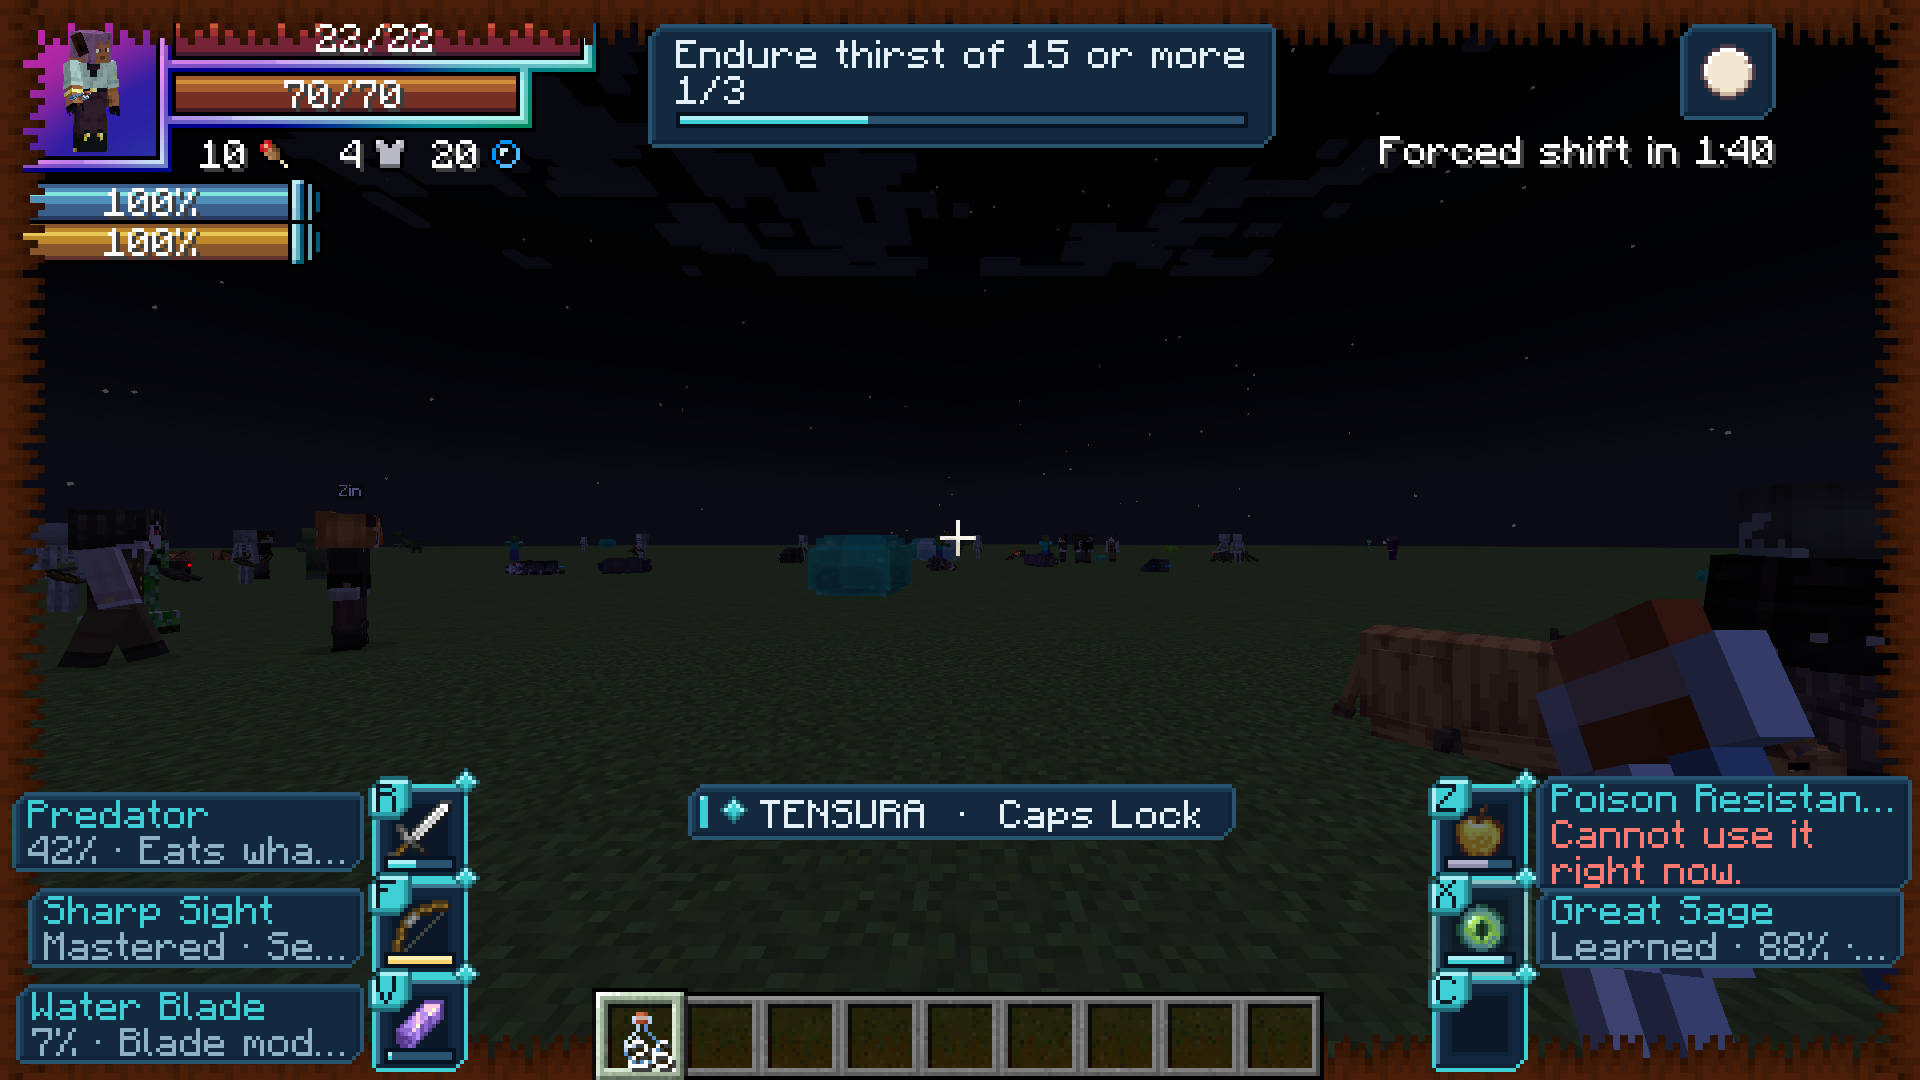 22/22
70/70
10 4 20
100%
100%
Endure thirst of 15 or more
1/3
Forced shift in 1:40
Zin
TENSURA · Caps Lock
Predator
42% · Eats wha...
R
Sharp Sight
Mastered · Se...
F
Water Blade
7% · Blade mod...
V
Z
Poison Resistan...
Cannot use it
right now.
X
Great Sage
Learned · 88% ·...
C
26